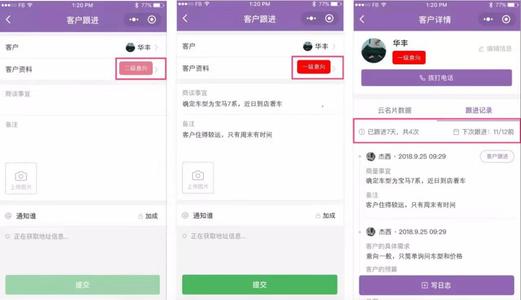 FB
1:20 PM
77%
客户跟进
客户
华丰
客户资料
二级意向
商谈事宜
备注
上传图片
@ 通知谁
加成
正在获取地址信息...
提交
FB
1:20 PM
77%
客户跟进
客户
华丰
客户资料
一级意向
商谈事宜
确定车型为宝马7系，近日到店看车
备注
客户住得较远，只有周末有时间
上传图片
@ 通知谁
加成
正在获取地址信息...
提交
FB
1:20 PM
77%
客户详情
华丰
一级意向
编辑信息
拨打电话
云名片数据
跟进记录
已跟进7天，共4次
下次跟进：11/12前
杰西 · 2018.9.25 09:29
客户跟进
商量事宜
确定车型为宝马7系，近日到店看车
备注
客户住得较远，只有周末有时间
杰西 · 2018.9.25 09:29
客户的具体需求
意向一般，只简单询问车型和价格
客户的预算
写日志